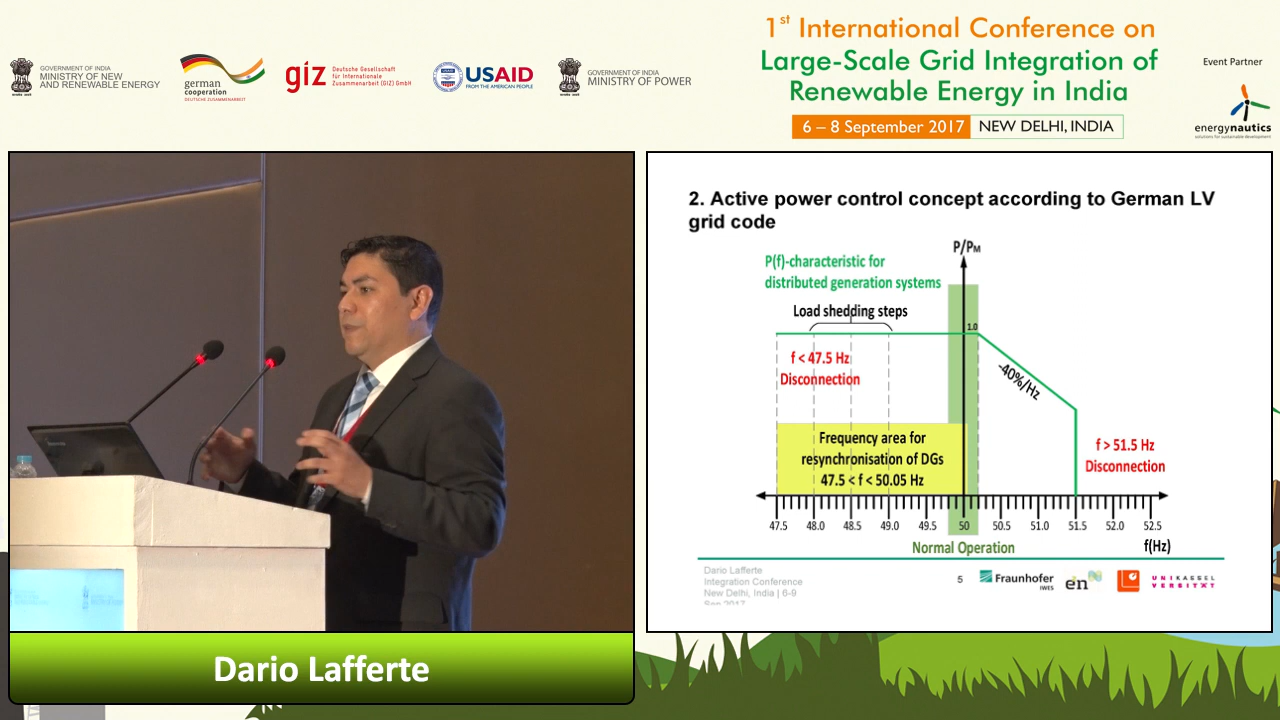 GOVERNMENT OF INDIA
MINISTRY OF NEW
AND RENEWABLE ENERGY
german
cooperation
DEUTSCHE ZUSAMMENARBEIT
giz
Deutsche Gesellschaft
für Internationale
Zusammenarbeit (GIZ) GmbH
USAID
FROM THE AMERICAN PEOPLE
GOVERNMENT OF INDIA
MINISTRY OF POWER
1st International Conference on
Large-Scale Grid Integration of
Renewable Energy in India
6 – 8 September 2017 NEW DELHI, INDIA
Event Partner
energynautics
solutions for sustainable development
2. Active power control concept according to German LV
grid code
P/PM
P(f)-characteristic for
distributed generation systems
Load shedding steps
1.0
f < 47.5 Hz
Disconnection
-40%/Hz
Frequency area for
resynchronisation of DGs
47.5 < f < 50.05 Hz
f > 51.5 Hz
Disconnection
47.5 48.0 48.5 49.0 49.5 50 50.5 51.0 51.5 52.0 52.5
Normal Operation
f(Hz)
Dario Lafferte
Integration Conference
New Delhi, India | 6-9
Sep 2017
5
Fraunhofer
IWES
en
UNIKASSEL
VERSITÄT
Dario Lafferte